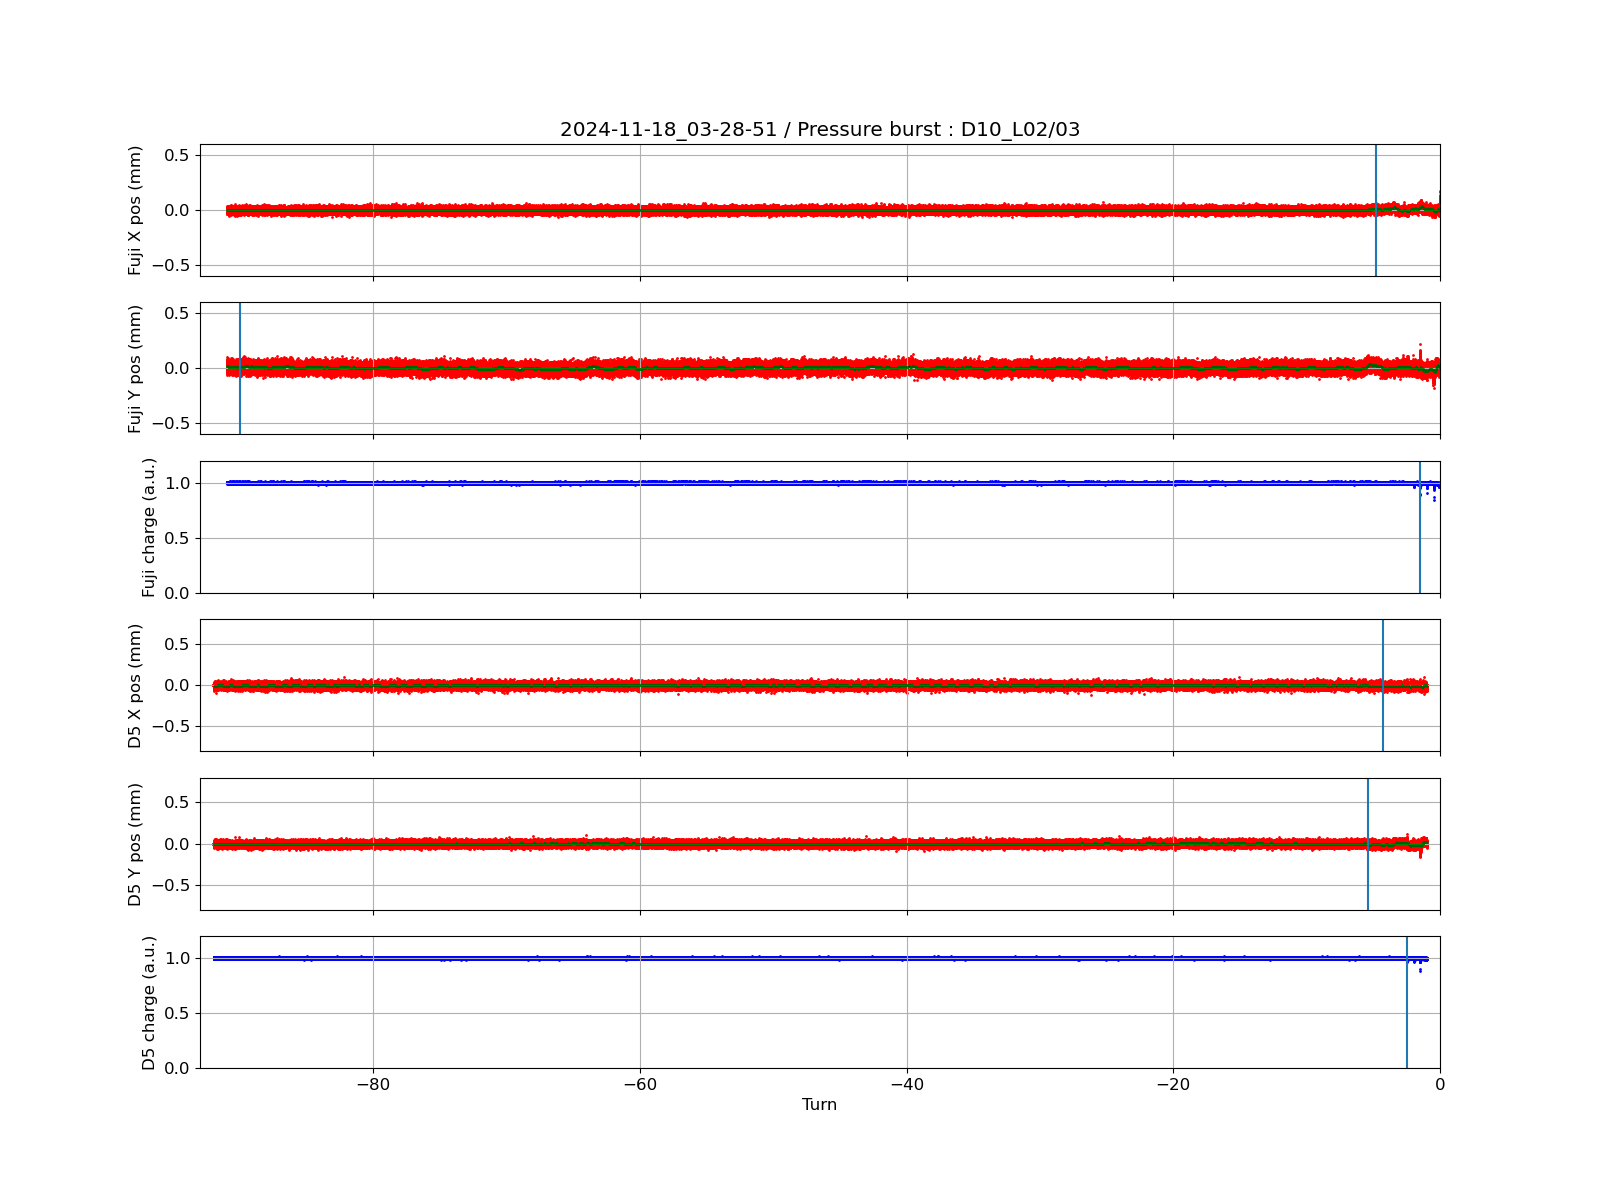 2024-11-18_03-28-51 / Pressure burst : D10_L02/03
Fuji X pos (mm)
0.5
0.0
−0.5
Fuji Y pos (mm)
0.5
0.0
−0.5
Fuji charge (a.u.)
1.0
0.5
0.0
D5 X pos (mm)
0.5
0.0
−0.5
D5 Y pos (mm)
0.5
0.0
−0.5
D5 charge (a.u.)
1.0
0.5
0.0
−80 −60 −40 −20 0
Turn